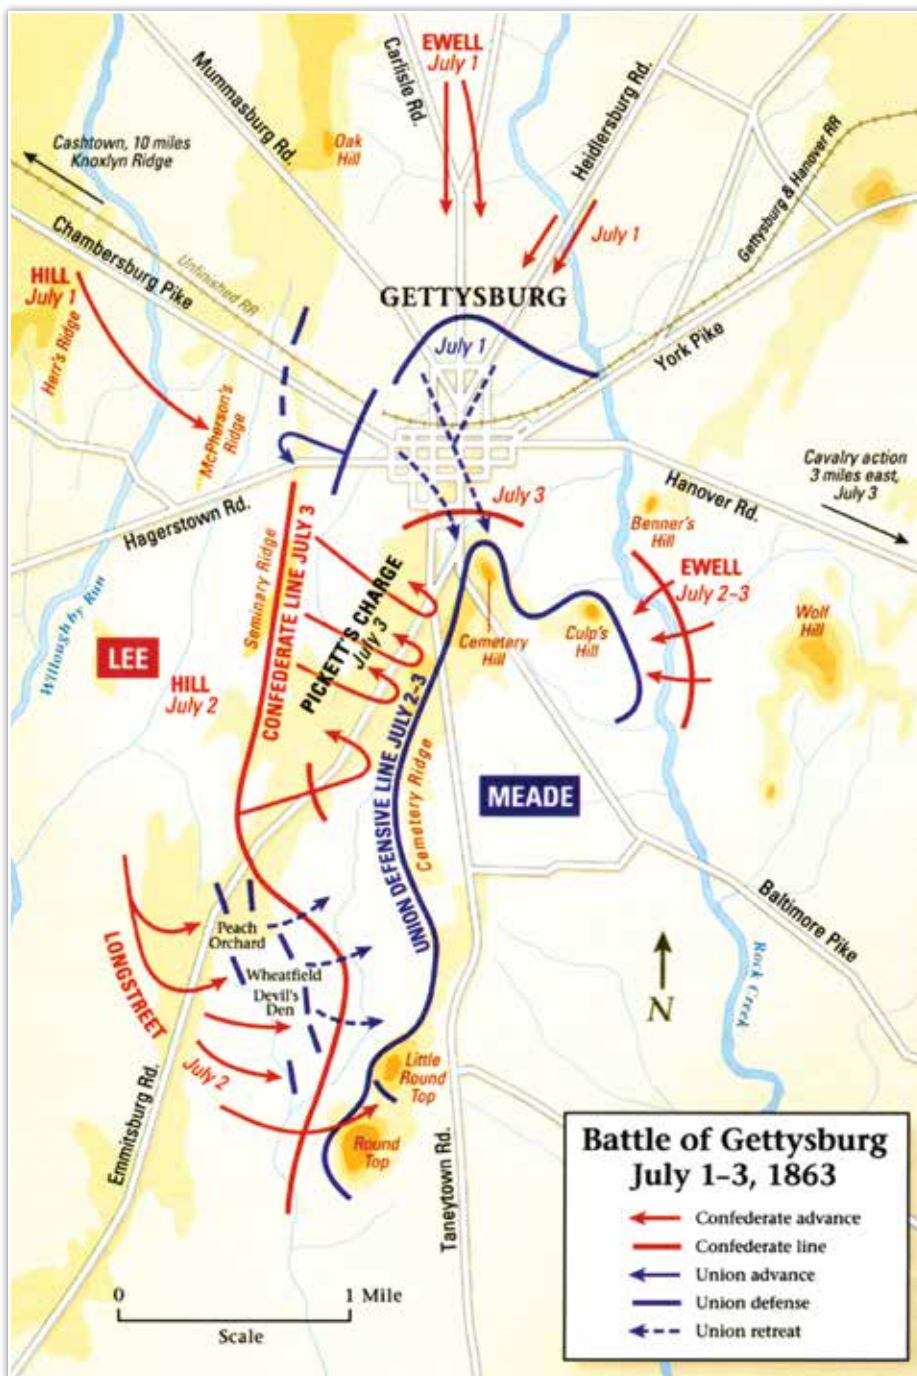 EWELL
July 1
Carlisle Rd.
Mummasburg Rd.
Heidlersburg Rd.
Cashtown, 10 miles
Knoxlyn Ridge
Oak
Hill
Gettysburg & Hanover RR
July 1
Chambersburg Pike
Unfinished RR
HILL
July 1
GETTYSBURG
York Pike
July 1
Herr's Ridge
McPherson's
Ridge
Cavalry action
3 miles east,
July 3
Hanover Rd.
July 3
Hagerstown Rd.
Benner's
Hill
EWELL
July 2–3
Willoughby Run
Seminary Ridge
CONFEDERATE LINE JULY 3
PICKETT'S CHARGE
July 3
Cemetery
Hill
Culp's
Hill
Wolf
Hill
LEE
HILL
July 2
UNION DEFENSIVE LINE JULY 2–3
Cemetery Ridge
MEADE
Baltimore Pike
LONGSTREET
July 2
Peach
Orchard
Wheatfield
Devil's
Den
N
Rock Creek
Emmitsburg Rd.
Little
Round
Top
Round
Top
Taneytown Rd.
Battle of Gettysburg
July 1–3, 1863
Confederate advance
Confederate line
Union advance
Union defense
Union retreat
0
1 Mile
Scale